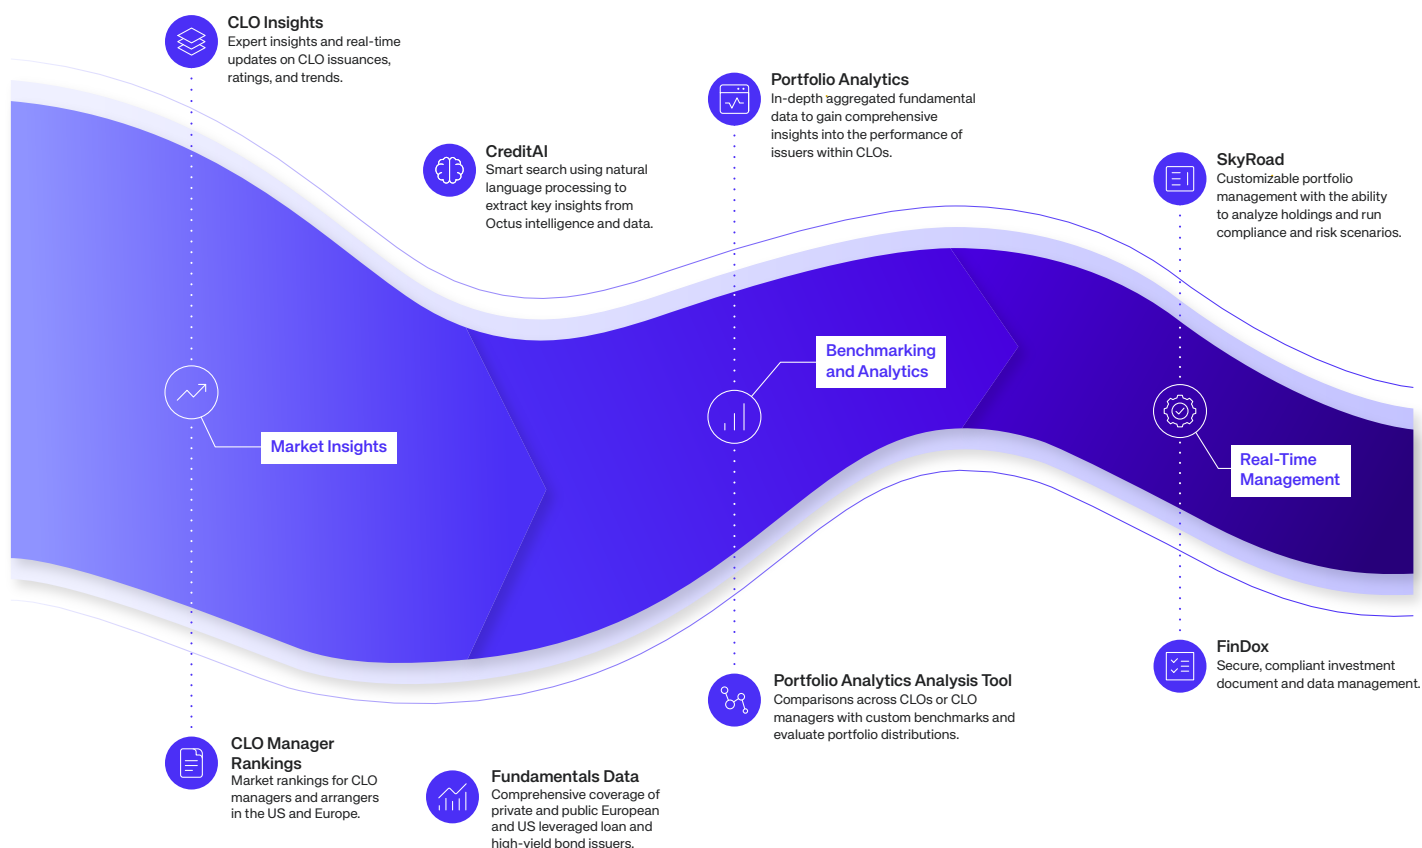 CLO Insights
Expert insights and real-time
updates on CLO issuances,
ratings, and trends.
CreditAI
Smart search using natural
language processing to
extract key insights from
Octus intelligence and data.
Portfolio Analytics
In-depth aggregated fundamental
data to gain comprehensive
insights into the performance of
issuers within CLOs.
SkyRoad
Customizable portfolio
management with the ability
to analyze holdings and run
compliance and risk scenarios.
Market Insights
Benchmarking
and Analytics
Real-Time
Management
CLO Manager
Rankings
Market rankings for CLO
managers and arrangers
in the US and Europe.
Fundamentals Data
Comprehensive coverage of
private and public European
and US leveraged loan and
high-yield bond issuers.
Portfolio Analytics Analysis Tool
Comparisons across CLOs or CLO
managers with custom benchmarks and
evaluate portfolio distributions.
FinDox
Secure, compliant investment
document and data management.